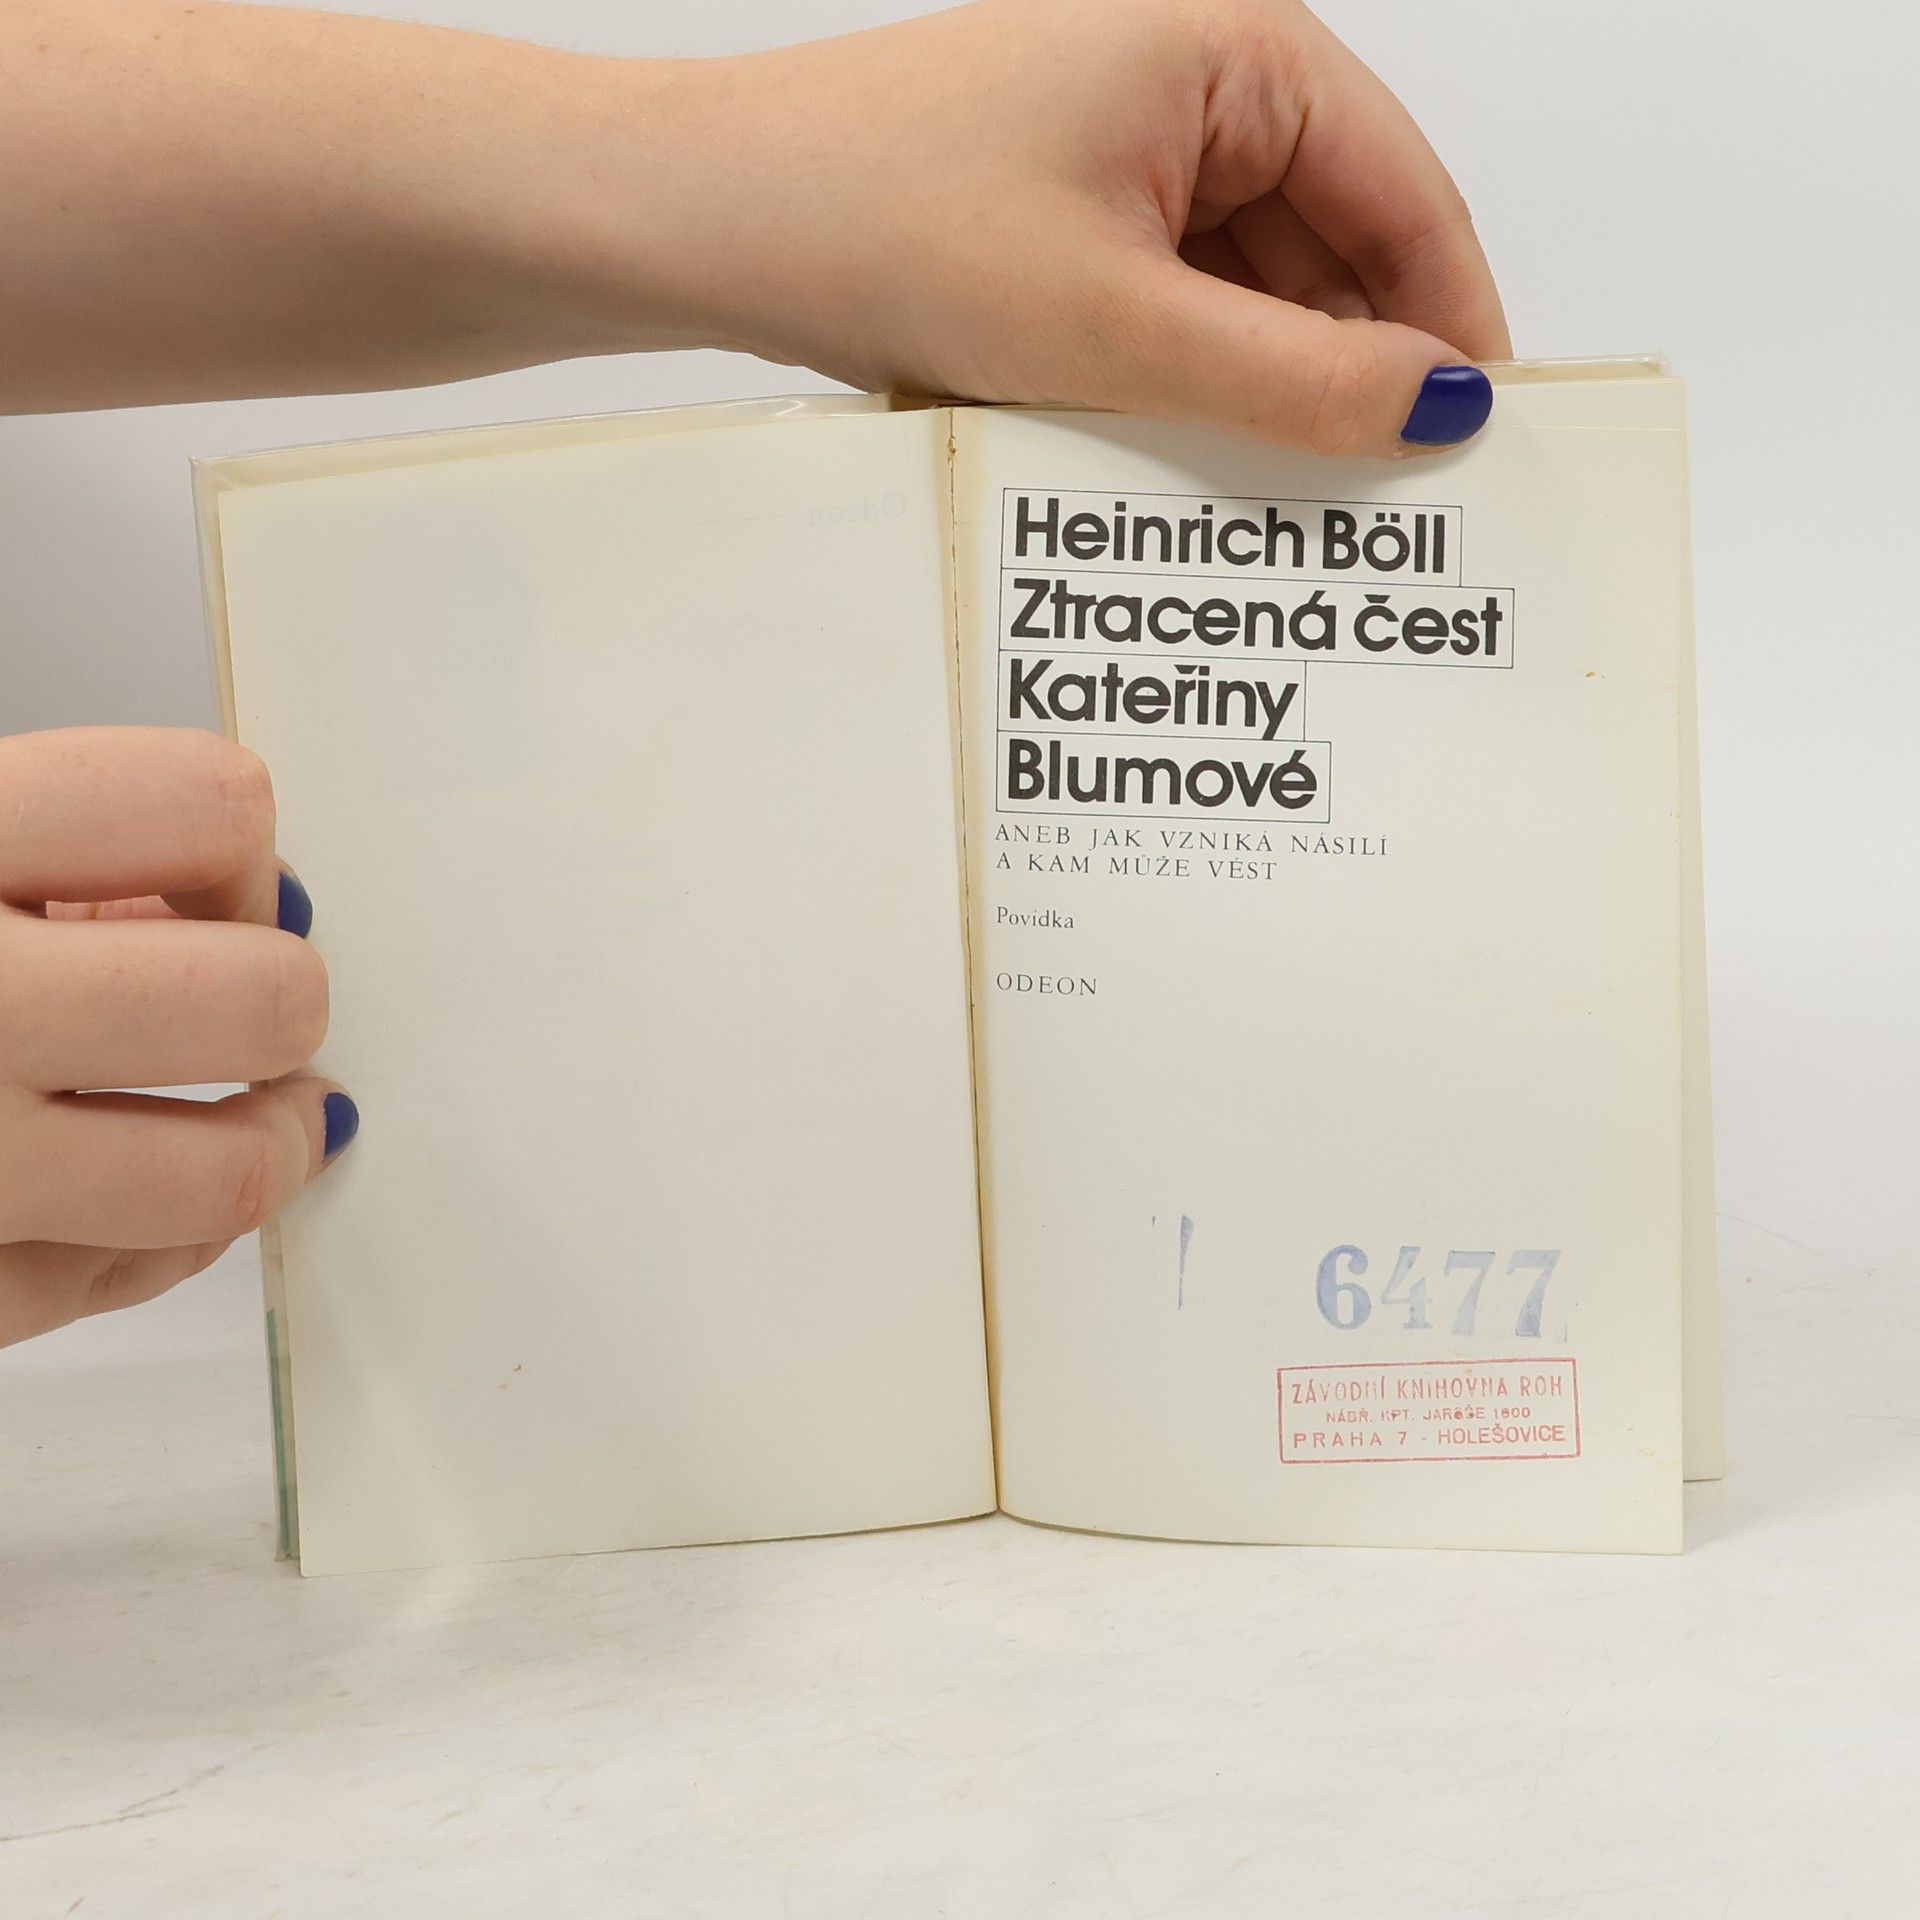 Odeon
Heinrich Böll
Ztracená čest
Kateřiny
Blumové
ANEB JAK VZNIKÁ NÁSILÍ
A KAM MŮŽE VÉST
Povídka
ODEON
6477
ZÁVODNÍ KNIHOVNA ROH
NÁBŘ. KPT. JAROŠE 1000
PRAHA 7 - HOLEŠOVICE